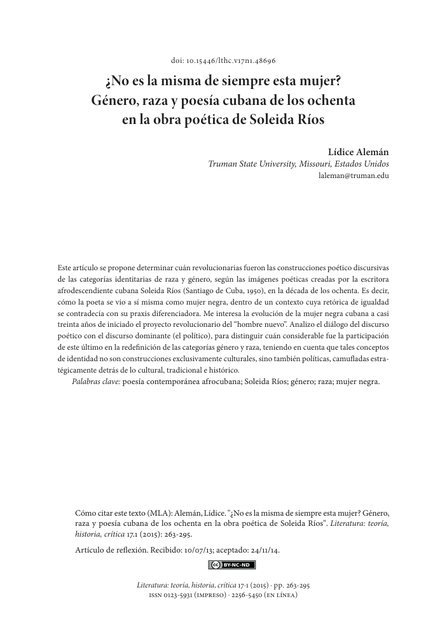 doi: 10.15446/lthc.v17n1.48696
¿No es la misma de siempre esta mujer?
Género, raza y poesía cubana de los ochenta
en la obra poética de Soleida Ríos
Lídice Alemán
Truman State University, Missouri, Estados Unidos
laleman@truman.edu
Este artículo se propone determinar cuán revolucionarias fueron las construcciones poético discursivas
de las categorías identitarias de raza y género, según las imágenes poéticas creadas por la escritora
afrodescendiente cubana Soleida Ríos (Santiago de Cuba, 1950), en la década de los ochenta. Es decir,
cómo la poeta se vio a sí misma como mujer negra, dentro de un contexto cuya retórica de igualdad
se contradecía con su praxis diferenciadora. Me interesa la evolución de la mujer negra cubana a casi
treinta años de iniciado el proyecto revolucionario del "hombre nuevo". Analizo el diálogo del discurso
poético con el discurso dominante (el político), para distinguir cuán considerable fue la participación
de este último en la redefinición de las categorías género y raza, teniendo en cuenta que tales conceptos
de identidad no son construcciones exclusivamente culturales, sino también políticas, camufladas estra-
tégicamente detrás de lo cultural, tradicional e histórico.
Palabras clave: poesía contemporánea afrocubana; Soleida Ríos; género; raza; mujer negra.
Cómo citar este texto (MLA): Alemán, Lídice. "¿No es la misma de siempre esta mujer? Género,
raza y poesía cubana de los ochenta en la obra poética de Soleida Ríos". Literatura: teoría,
historia, crítica 17.1 (2015): 263-295.
Artículo de reflexión. Recibido: 10/07/13; aceptado: 24/11/14.
cc BY-NC-ND
Literatura: teoría, historia, crítica 17·1 (2015) · pp. 263-295
ISSN 0123-5931 (IMPRESO) · 2256-5450 (EN LÍNEA)